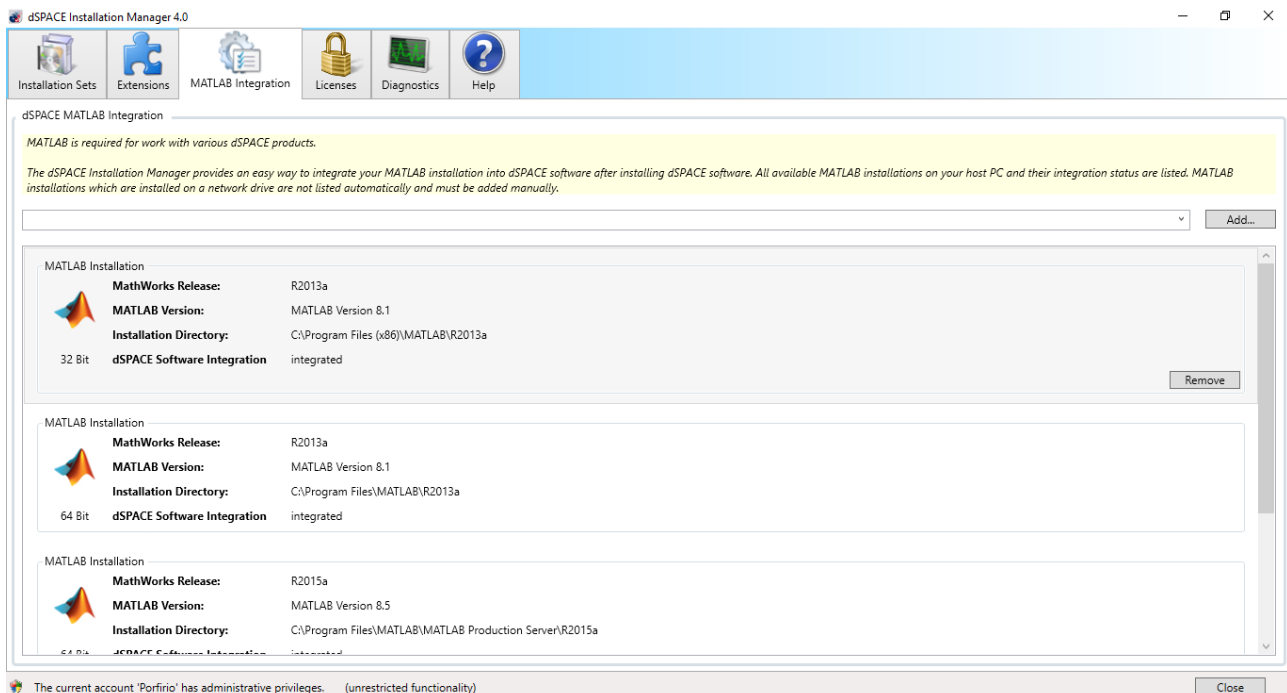 dSPACE Installation Manager 4.0
Installation Sets
Extensions
MATLAB Integration
Licenses
Diagnostics
Help
dSPACE MATLAB Integration
MATLAB is required for work with various dSPACE products.
The dSPACE Installation Manager provides an easy way to integrate your MATLAB installation into dSPACE software after installing dSPACE software. All available MATLAB installations on your host PC and their integration status are listed. MATLAB
installations which are installed on a network drive are not listed automatically and must be added manually.
Add...
MATLAB Installation
MathWorks Release: R2013a
MATLAB Version: MATLAB Version 8.1
Installation Directory: C:\Program Files (x86)\MATLAB\R2013a
32 Bit dSPACE Software Integration integrated
Remove
MATLAB Installation
MathWorks Release: R2013a
MATLAB Version: MATLAB Version 8.1
Installation Directory: C:\Program Files\MATLAB\R2013a
64 Bit dSPACE Software Integration integrated
MATLAB Installation
MathWorks Release: R2015a
MATLAB Version: MATLAB Version 8.5
Installation Directory: C:\Program Files\MATLAB\MATLAB Production Server\R2015a
64 Bit dSPACE Software Integration integrated
The current account 'Porfirio' has administrative privileges. (unrestricted functionality)
Close